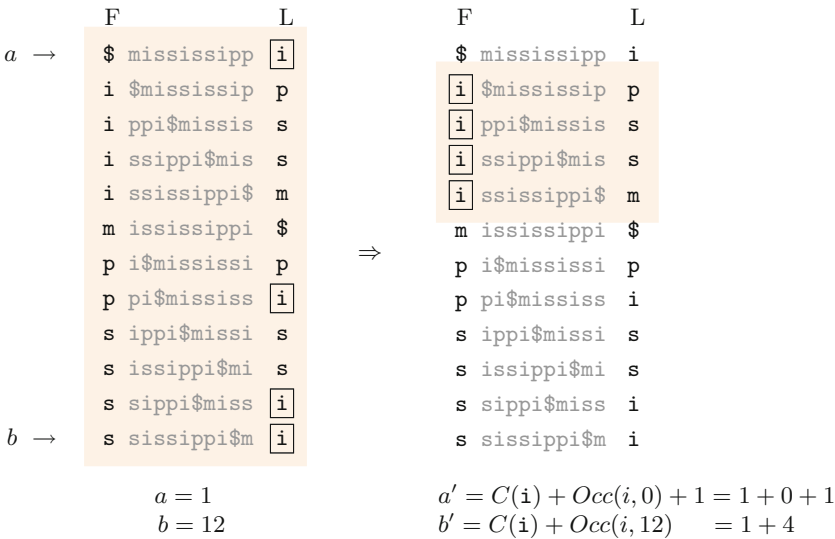 F L F L
a → $ mississipp i $ mississipp i
i $mississip p i $mississip p
i ppi$missis s i ppi$missis s
i ssippi$mis s i ssippi$mis s
i ssissippi$ m i ssissippi$ m
m ississippi $ m ississippi $
⇒
p i$mississi p p i$mississi p
p pi$mississ i p pi$mississ i
s ippi$missi s s ippi$missi s
s issippi$mi s s issippi$mi s
s sippi$miss i s sippi$miss i
b → s sissippi$m i s sissippi$m i
a = 1 a′ = C(i) + Occ(i, 0) + 1 = 1 + 0 + 1
b = 12 b′ = C(i) + Occ(i, 12) = 1 + 4